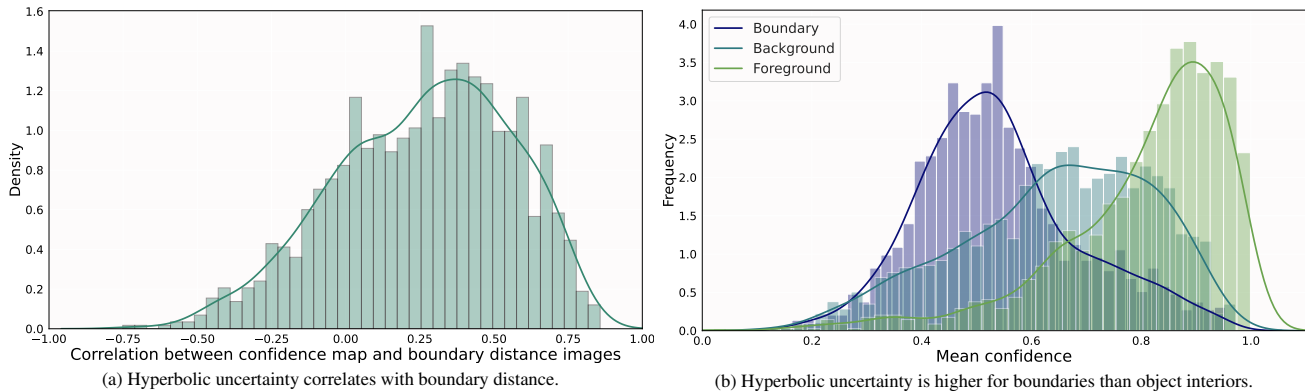 1.6
1.4
1.2
1.0
0.8
0.6
0.4
0.2
0.0
Density
−1.00 −0.75 −0.50 −0.25 0.00 0.25 0.50 0.75 1.00
Correlation between confidence map and boundary distance images
(a) Hyperbolic uncertainty correlates with boundary distance.
Boundary
Background
Foreground
4.0
3.5
3.0
2.5
2.0
1.5
1.0
0.5
0.0
Frequency
0.0 0.2 0.4 0.6 0.8 1.0
Mean confidence
(b) Hyperbolic uncertainty is higher for boundaries than object interiors.